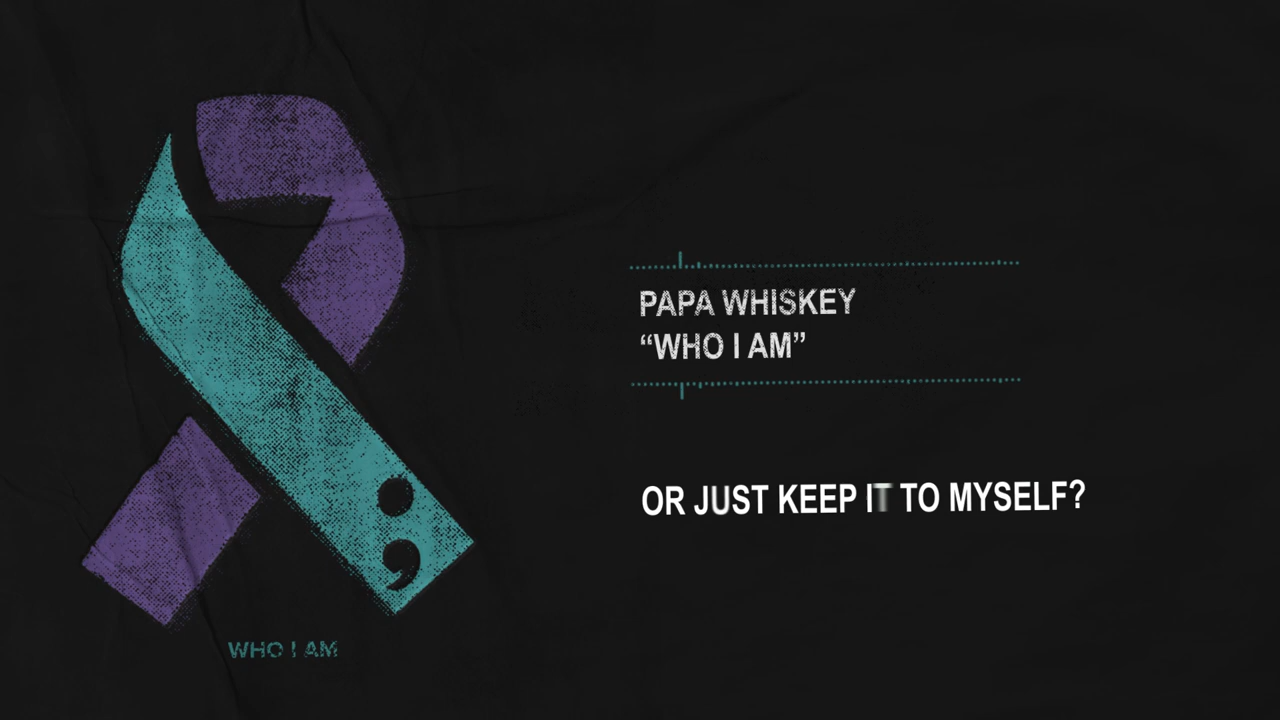 PAPA WHISKEY
“WHO I AM”
OR JUST KEEP IT TO MYSELF?
;
WHO I AM